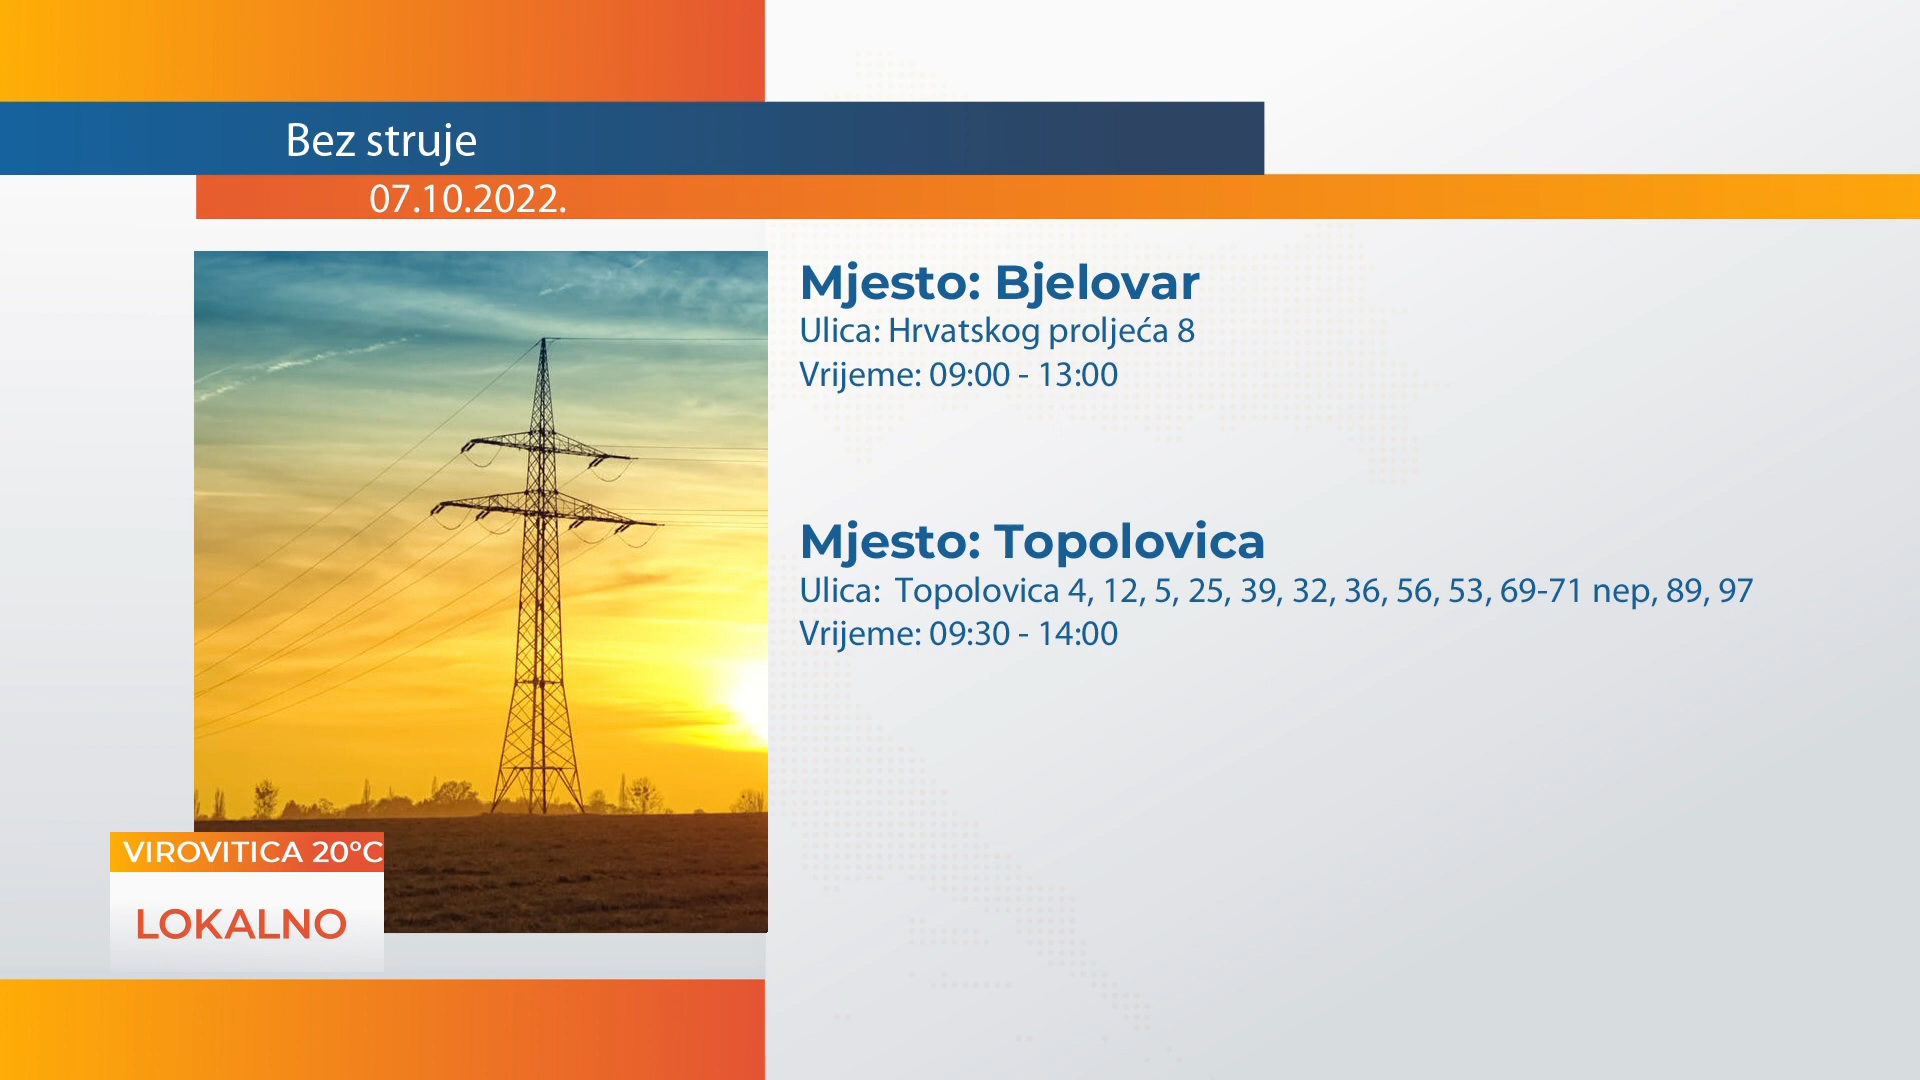 Bez struje
07.10.2022.
Mjesto: Bjelovar
Ulica: Hrvatskog proljeća 8
Vrijeme: 09:00 - 13:00
Mjesto: Topolovica
Ulica:  Topolovica 4, 12, 5, 25, 39, 32, 36, 56, 53, 69-71 nep, 89, 97
Vrijeme: 09:30 - 14:00
VIROVITICA 20°C
LOKALNO